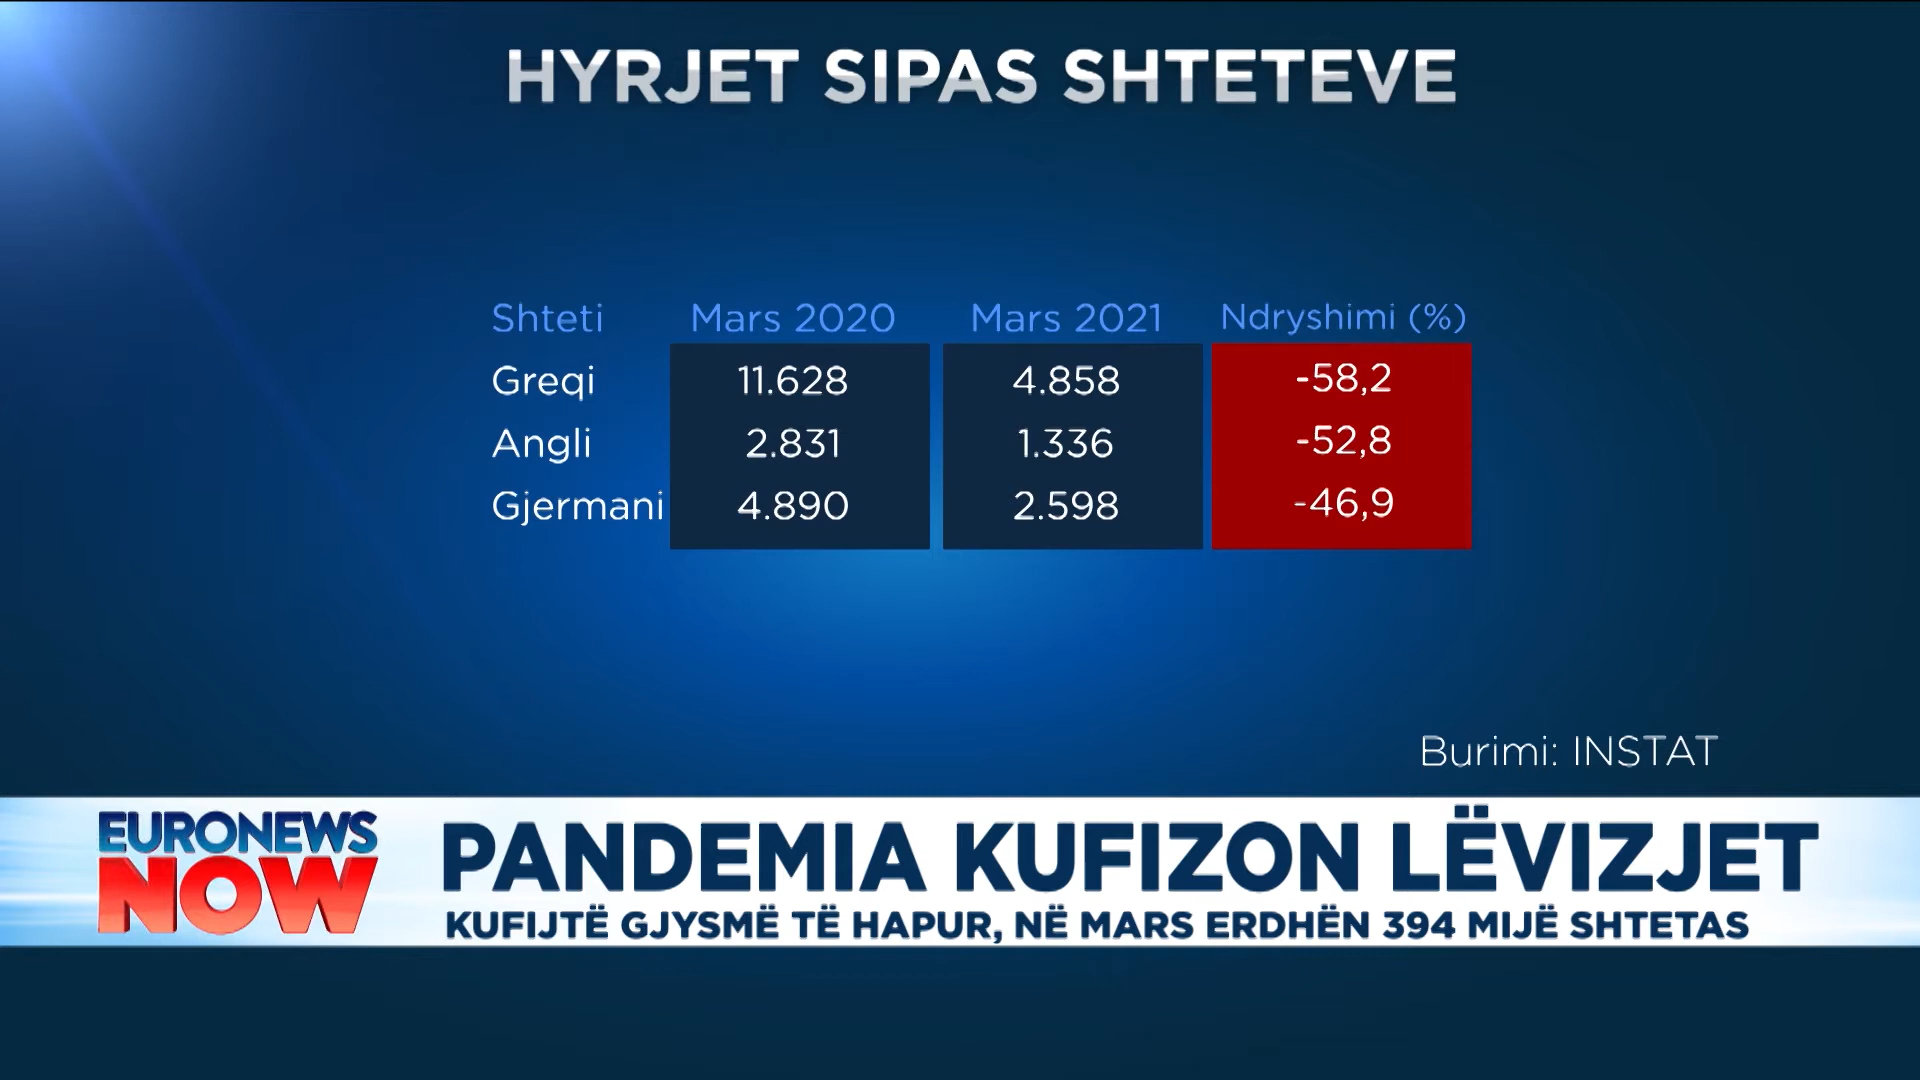 HYRJET SIPAS SHTETEVE
Shteti Mars 2020 Mars 2021 Ndryshimi (%)
Greqi 11.628 4.858 -58,2
Angli 2.831 1.336 -52,8
Gjermani 4.890 2.598 -46,9
Burimi: INSTAT
EURONEWS
NOW
PANDEMIA KUFIZON LËVIZJET
KUFIJTË GJYSMË TË HAPUR, NË MARS ERDHËN 394 MIJË SHTETAS